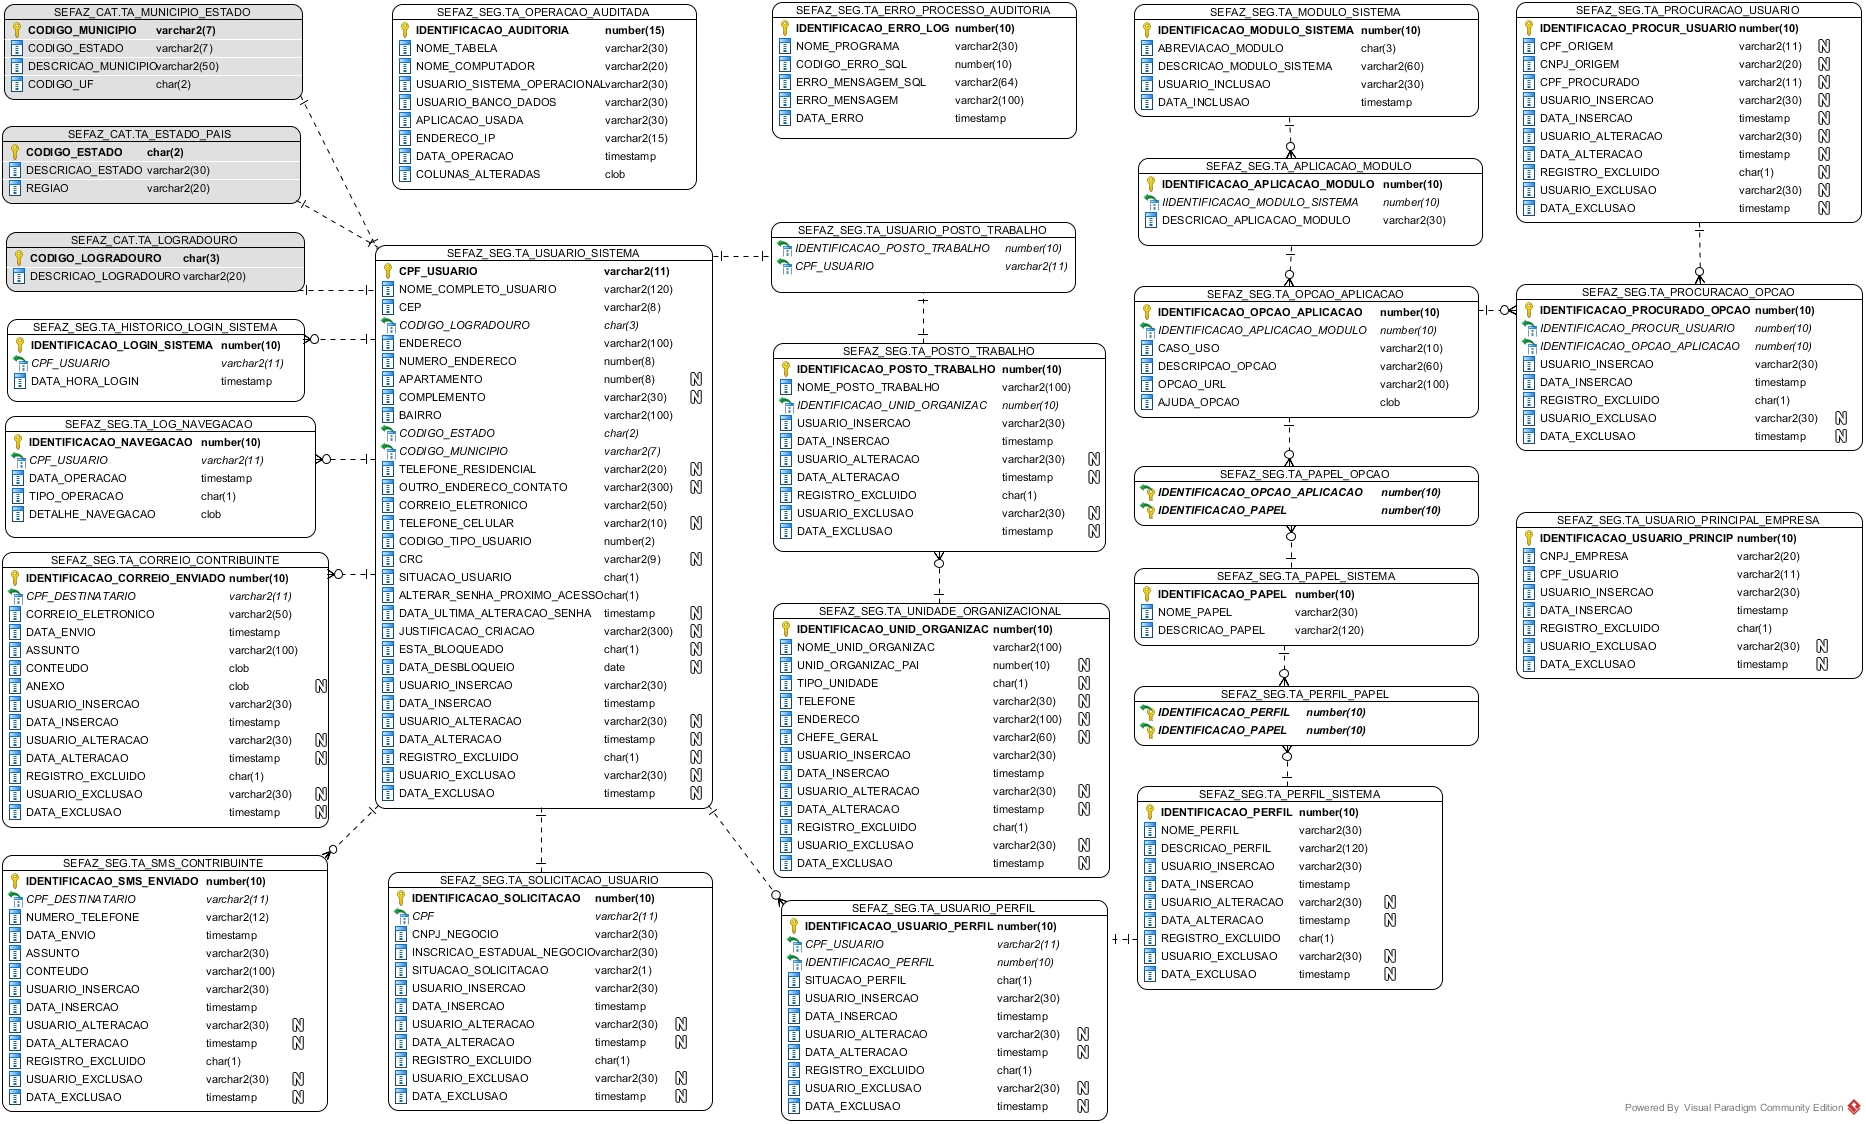 SEFAZ_CAT.TA_MUNICIPIO_ESTADO
CODIGO_MUNICIPIO varchar2(7)
CODIGO_ESTADO varchar2(7)
DESCRICAO_MUNICIPIO varchar2(50)
CODIGO_UF char(2)
SEFAZ_CAT.TA_ESTADO_PAIS
CODIGO_ESTADO char(2)
DESCRICAO_ESTADO varchar2(30)
REGIAO varchar2(20)
SEFAZ_CAT.TA_LOGRADOURO
CODIGO_LOGRADOURO char(3)
DESCRICAO_LOGRADOURO varchar2(20)
SEFAZ_SEG.TA_HISTORICO_LOGIN_SISTEMA
IDENTIFICACAO_LOGIN_SISTEMA number(10)
CPF_USUARIO varchar2(11)
DATA_HORA_LOGIN timestamp
SEFAZ_SEG.TA_LOG_NAVEGACAO
IDENTIFICACAO_NAVEGACAO number(10)
CPF_USUARIO varchar2(11)
DATA_OPERACAO timestamp
TIPO_OPERACAO char(1)
DETALHE_NAVEGACAO clob
SEFAZ_SEG.TA_CORREIO_CONTRIBUINTE
IDENTIFICACAO_CORREIO_ENVIADO number(10)
CPF_DESTINATARIO varchar2(11)
CORREIO_ELETRONICO varchar2(50)
DATA_ENVIO timestamp
ASSUNTO varchar2(100)
CONTEUDO clob
ANEXO clob N
USUARIO_INSERCAO varchar2(30)
DATA_INSERCAO timestamp
USUARIO_ALTERACAO varchar2(30) N
DATA_ALTERACAO timestamp N
REGISTRO_EXCLUIDO char(1)
USUARIO_EXCLUSAO varchar2(30) N
DATA_EXCLUSAO timestamp N
SEFAZ_SEG.TA_SMS_CONTRIBUINTE
IDENTIFICACAO_SMS_ENVIADO number(10)
CPF_DESTINATARIO varchar2(11)
NUMERO_TELEFONE varchar2(12)
DATA_ENVIO timestamp
ASSUNTO varchar2(30)
CONTEUDO varchar2(100)
USUARIO_INSERCAO varchar2(30)
DATA_INSERCAO timestamp
USUARIO_ALTERACAO varchar2(30) N
DATA_ALTERACAO timestamp N
REGISTRO_EXCLUIDO char(1)
USUARIO_EXCLUSAO varchar2(30) N
DATA_EXCLUSAO timestamp N
SEFAZ_SEG.TA_OPERACAO_AUDITADA
IDENTIFICACAO_AUDITORIA number(15)
NOME_TABELA varchar2(30)
NOME_COMPUTADOR varchar2(20)
USUARIO_SISTEMA_OPERACIONAL varchar2(30)
USUARIO_BANCO_DADOS varchar2(30)
APLICACAO_USADA varchar2(30)
ENDERECO_IP varchar2(15)
DATA_OPERACAO timestamp
COLUNAS_ALTERADAS clob
SEFAZ_SEG.TA_USUARIO_SISTEMA
CPF_USUARIO varchar2(11)
NOME_COMPLETO_USUARIO varchar2(120)
CEP varchar2(8)
CODIGO_LOGRADOURO char(3)
ENDERECO varchar2(100)
NUMERO_ENDERECO number(8)
APARTAMENTO number(8) N
COMPLEMENTO varchar2(30) N
BAIRRO varchar2(100)
CODIGO_ESTADO char(2)
CODIGO_MUNICIPIO varchar2(7)
TELEFONE_RESIDENCIAL varchar2(20) N
OUTRO_ENDERECO_CONTATO varchar2(300) N
CORREIO_ELETRONICO varchar2(50)
TELEFONE_CELULAR varchar2(10) N
CODIGO_TIPO_USUARIO number(2)
CRC varchar2(9) N
SITUACAO_USUARIO char(1)
ALTERAR_SENHA_PROXIMO_ACESSO char(1)
DATA_ULTIMA_ALTERACAO_SENHA timestamp N
JUSTIFICACAO_CRIACAO varchar2(300) N
ESTA_BLOQUEADO char(1) N
DATA_DESBLOQUEIO date N
USUARIO_INSERCAO varchar2(30)
DATA_INSERCAO timestamp
USUARIO_ALTERACAO varchar2(30) N
DATA_ALTERACAO timestamp N
REGISTRO_EXCLUIDO char(1) N
USUARIO_EXCLUSAO varchar2(30) N
DATA_EXCLUSAO timestamp N
SEFAZ_SEG.TA_SOLICITACAO_USUARIO
IDENTIFICACAO_SOLICITACAO number(10)
CPF varchar2(11)
CNPJ_NEGOCIO varchar2(30)
INSCRICAO_ESTADUAL_NEGOCIO varchar2(30)
SITUACAO_SOLICITACAO varchar2(1)
USUARIO_INSERCAO varchar2(30)
DATA_INSERCAO timestamp
USUARIO_ALTERACAO varchar2(30) N
DATA_ALTERACAO timestamp N
REGISTRO_EXCLUIDO char(1)
USUARIO_EXCLUSAO varchar2(30) N
DATA_EXCLUSAO timestamp N
SEFAZ_SEG.TA_ERRO_PROCESSO_AUDITORIA
IDENTIFICACAO_ERRO_LOG number(10)
NOME_PROGRAMA varchar2(30)
CODIGO_ERRO_SQL number(10)
ERRO_MENSAGEM_SQL varchar2(64)
ERRO_MENSAGEM varchar2(100)
DATA_ERRO timestamp
SEFAZ_SEG.TA_USUARIO_POSTO_TRABALHO
IDENTIFICACAO_POSTO_TRABALHO number(10)
CPF_USUARIO varchar2(11)
SEFAZ_SEG.TA_POSTO_TRABALHO
IDENTIFICACAO_POSTO_TRABALHO number(10)
NOME_POSTO_TRABALHO varchar2(100)
IDENTIFICACAO_UNID_ORGANIZAC number(10)
USUARIO_INSERCAO varchar2(30)
DATA_INSERCAO timestamp
USUARIO_ALTERACAO varchar2(30) N
DATA_ALTERACAO timestamp N
REGISTRO_EXCLUIDO char(1)
USUARIO_EXCLUSAO varchar2(30) N
DATA_EXCLUSAO timestamp N
SEFAZ_SEG.TA_UNIDADE_ORGANIZACIONAL
IDENTIFICACAO_UNID_ORGANIZAC number(10)
NOME_UNID_ORGANIZAC varchar2(100)
UNID_ORGANIZAC_PAI number(10) N
TIPO_UNIDADE char(1) N
TELEFONE varchar2(30) N
ENDERECO varchar2(100) N
CHEFE_GERAL varchar2(60) N
USUARIO_INSERCAO varchar2(30)
DATA_INSERCAO timestamp
USUARIO_ALTERACAO varchar2(30) N
DATA_ALTERACAO timestamp N
REGISTRO_EXCLUIDO char(1)
USUARIO_EXCLUSAO varchar2(30) N
DATA_EXCLUSAO timestamp N
SEFAZ_SEG.TA_USUARIO_PERFIL
IDENTIFICACAO_USUARIO_PERFIL number(10)
CPF_USUARIO varchar2(11)
IDENTIFICACAO_PERFIL number(10)
SITUACAO_PERFIL char(1)
USUARIO_INSERCAO varchar2(30)
DATA_INSERCAO timestamp
USUARIO_ALTERACAO varchar2(30) N
DATA_ALTERACAO timestamp N
REGISTRO_EXCLUIDO char(1)
USUARIO_EXCLUSAO varchar2(30) N
DATA_EXCLUSAO timestamp N
SEFAZ_SEG.TA_MODULO_SISTEMA
IDENTIFICACAO_MODULO_SISTEMA number(10)
ABREVIACAO_MODULO char(3)
DESCRICAO_MODULO_SISTEMA varchar2(60)
USUARIO_INCLUSAO varchar2(30)
DATA_INCLUSAO timestamp
SEFAZ_SEG.TA_APLICACAO_MODULO
IDENTIFICACAO_APLICACAO_MODULO number(10)
IIDENTIFICACAO_MODULO_SISTEMA number(10)
DESCRICAO_APLICACAO_MODULO varchar2(30)
SEFAZ_SEG.TA_OPCAO_APLICACAO
IDENTIFICACAO_OPCAO_APLICACAO number(10)
IDENTIFICACAO_APLICACAO_MODULO number(10)
CASO_USO varchar2(10)
DESCRIPCAO_OPCAO varchar2(60)
OPCAO_URL varchar2(100)
AJUDA_OPCAO clob
SEFAZ_SEG.TA_PAPEL_OPCAO
IDENTIFICACAO_OPCAO_APLICACAO number(10)
IDENTIFICACAO_PAPEL number(10)
SEFAZ_SEG.TA_PAPEL_SISTEMA
IDENTIFICACAO_PAPEL number(10)
NOME_PAPEL varchar2(30)
DESCRICAO_PAPEL varchar2(120)
SEFAZ_SEG.TA_PERFIL_PAPEL
IDENTIFICACAO_PERFIL number(10)
IDENTIFICACAO_PAPEL number(10)
SEFAZ_SEG.TA_PERFIL_SISTEMA
IDENTIFICACAO_PERFIL number(10)
NOME_PERFIL varchar2(30)
DESCRICAO_PERFIL varchar2(120)
USUARIO_INSERCAO varchar2(30)
DATA_INSERCAO timestamp
USUARIO_ALTERACAO varchar2(30) N
DATA_ALTERACAO timestamp N
REGISTRO_EXCLUIDO char(1)
USUARIO_EXCLUSAO varchar2(30) N
DATA_EXCLUSAO timestamp N
SEFAZ_SEG.TA_PROCURACAO_USUARIO
IDENTIFICACAO_PROCUR_USUARIO number(10)
CPF_ORIGEM varchar2(11) N
CNPJ_ORIGEM varchar2(20) N
CPF_PROCURADO varchar2(11) N
USUARIO_INSERCAO varchar2(30) N
DATA_INSERCAO timestamp N
USUARIO_ALTERACAO varchar2(30) N
DATA_ALTERACAO timestamp N
REGISTRO_EXCLUIDO char(1) N
USUARIO_EXCLUSAO varchar2(30) N
DATA_EXCLUSAO timestamp N
SEFAZ_SEG.TA_PROCURACAO_OPCAO
IDENTIFICACAO_PROCURADO_OPCAO number(10)
IDENTIFICACAO_PROCUR_USUARIO number(10)
IDENTIFICACAO_OPCAO_APLICACAO number(10)
USUARIO_INSERCAO varchar2(30)
DATA_INSERCAO timestamp
REGISTRO_EXCLUIDO char(1)
USUARIO_EXCLUSAO varchar2(30) N
DATA_EXCLUSAO timestamp N
SEFAZ_SEG.TA_USUARIO_PRINCIPAL_EMPRESA
IDENTIFICACAO_USUARIO_PRINCIP number(10)
CNPJ_EMPRESA varchar2(20)
CPF_USUARIO varchar2(11)
USUARIO_INSERCAO varchar2(30)
DATA_INSERCAO timestamp
REGISTRO_EXCLUIDO char(1)
USUARIO_EXCLUSAO varchar2(30) N
DATA_EXCLUSAO timestamp N
Powered By Visual Paradigm Community Edition